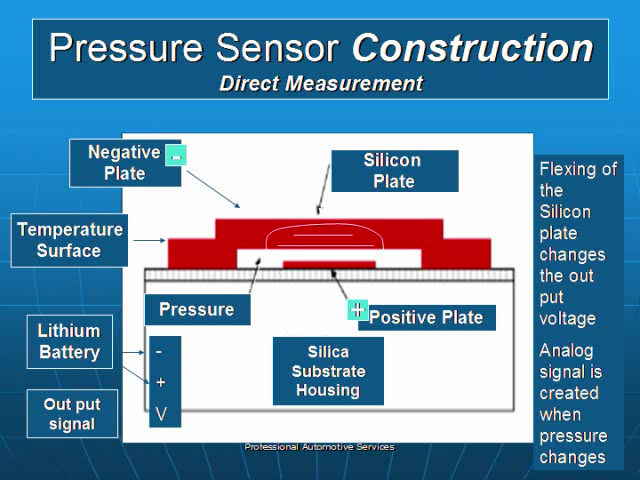 Pressure Sensor Construction
Direct Measurement
Negative
Plate
-
Silicon
Plate
Temperature
Surface
Pressure
+
Positive Plate
Lithium
Battery
-
+
V
Out put
signal
Silica
Substrate
Housing
Flexing of
the
Silicon
plate
changes
the out
put
voltage
Analog
signal is
created
when
pressure
changes
Professional Automotive Services